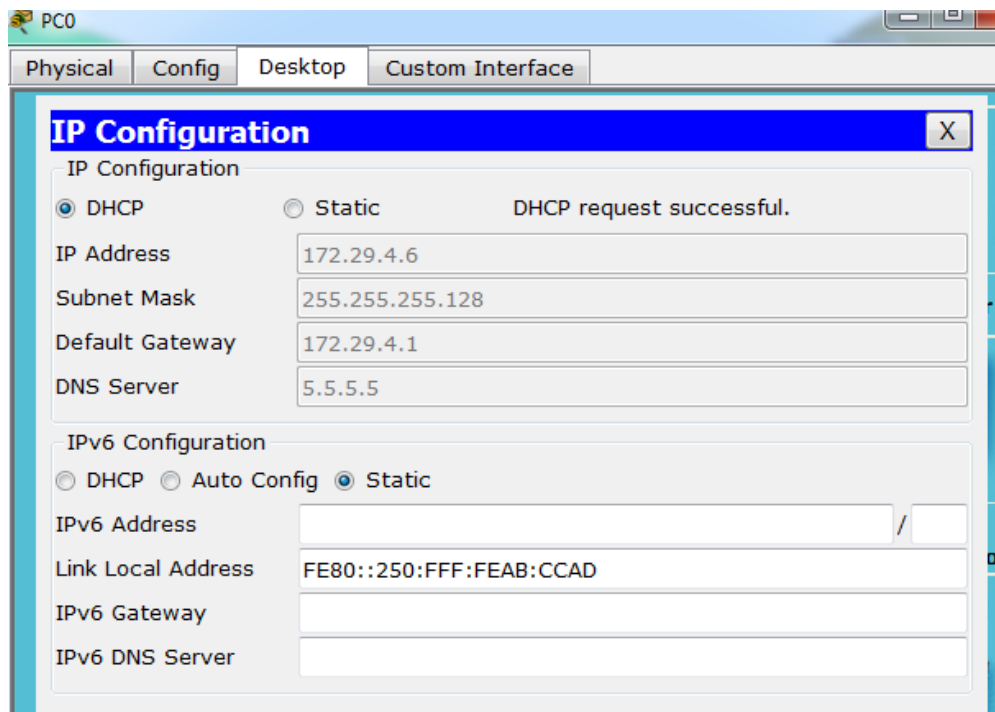 PC0
Physical Config Desktop Custom Interface
IP Configuration X
IP Configuration
DHCP Static DHCP request successful.
IP Address 172.29.4.6
Subnet Mask 255.255.255.128
Default Gateway 172.29.4.1
DNS Server 5.5.5.5
IPv6 Configuration
DHCP Auto Config Static
IPv6 Address /
Link Local Address FE80::250:FFF:FEAB:CCAD
IPv6 Gateway
IPv6 DNS Server